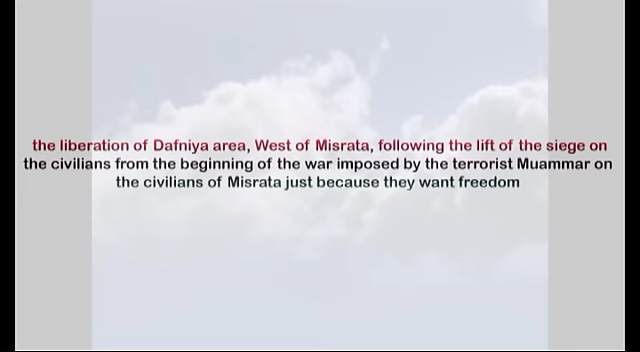 the liberation of Dafniya area, West of Misrata, following the lift of the siege on
the civilians from the beginning of the war imposed by the terrorist Muammar on
the civilians of Misrata just because they want freedom